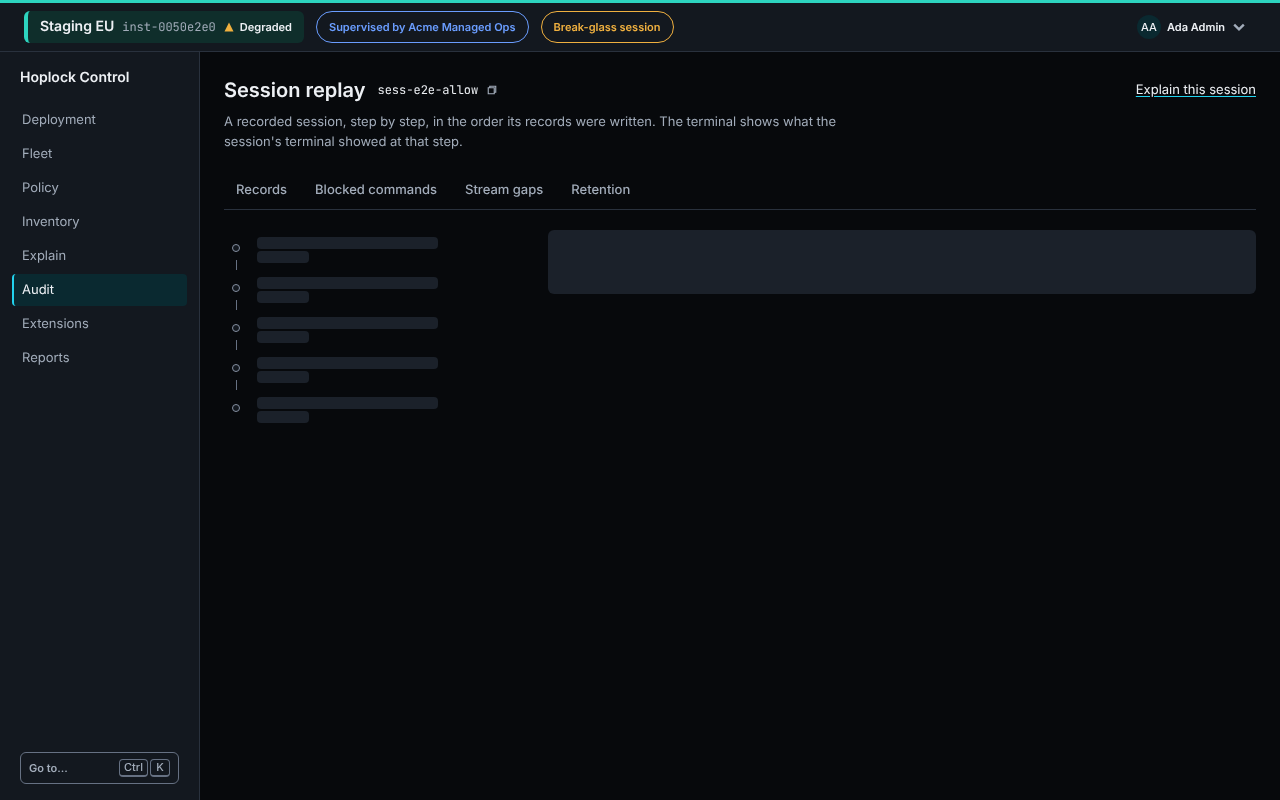 Staging EU inst-0050e2e0 Degraded Supervised by Acme Managed Ops Break-glass session AA Ada Admin
Hoplock Control
Deployment
Fleet
Policy
Inventory
Explain
Audit
Extensions
Reports
Go to... Ctrl K
Session replay sess-e2e-allow Explain this session
A recorded session, step by step, in the order its records were written. The terminal shows what the
session's terminal showed at that step.
Records Blocked commands Stream gaps Retention